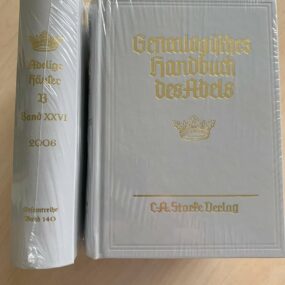 Adelige
Häuser
B
Band XXVI
2006
Gesamtreihe
Band 140
Genealogisches
Handbuch
des Adels
C. A. Starke Verlag